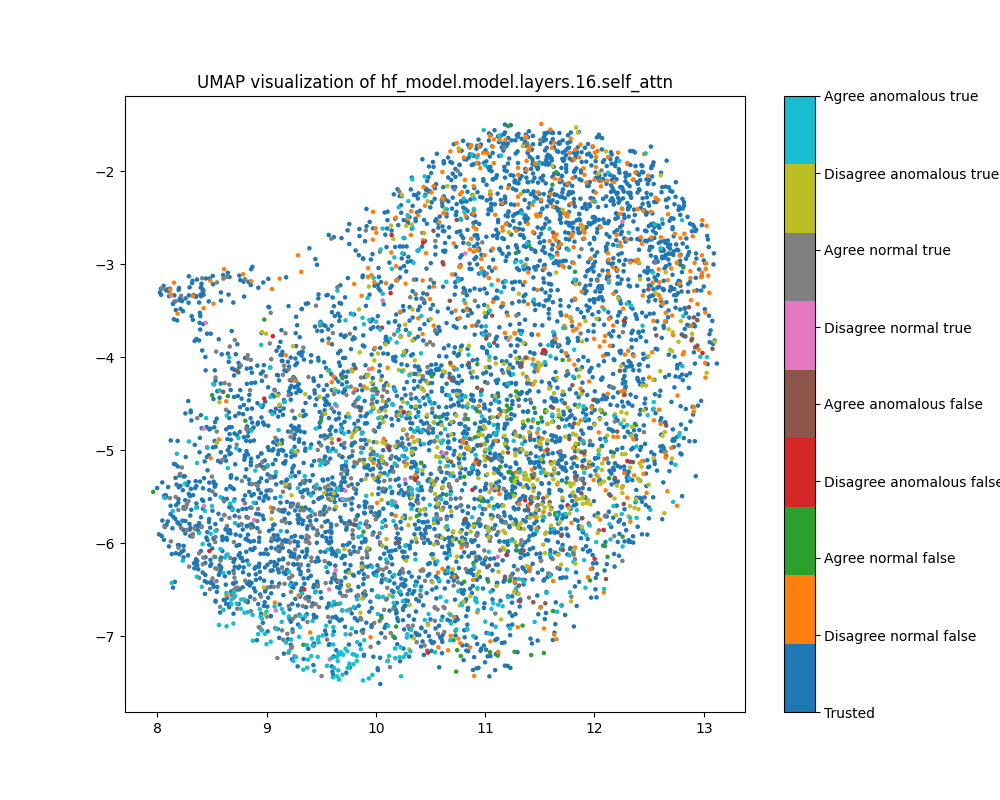 UMAP visualization of hf_model.model.layers.16.self_attn
−2
−3
−4
−5
−6
−7
8
9
10
11
12
13
Agree anomalous true
Disagree anomalous true
Agree normal true
Disagree normal true
Agree anomalous false
Disagree anomalous false
Agree normal false
Disagree normal false
Trusted